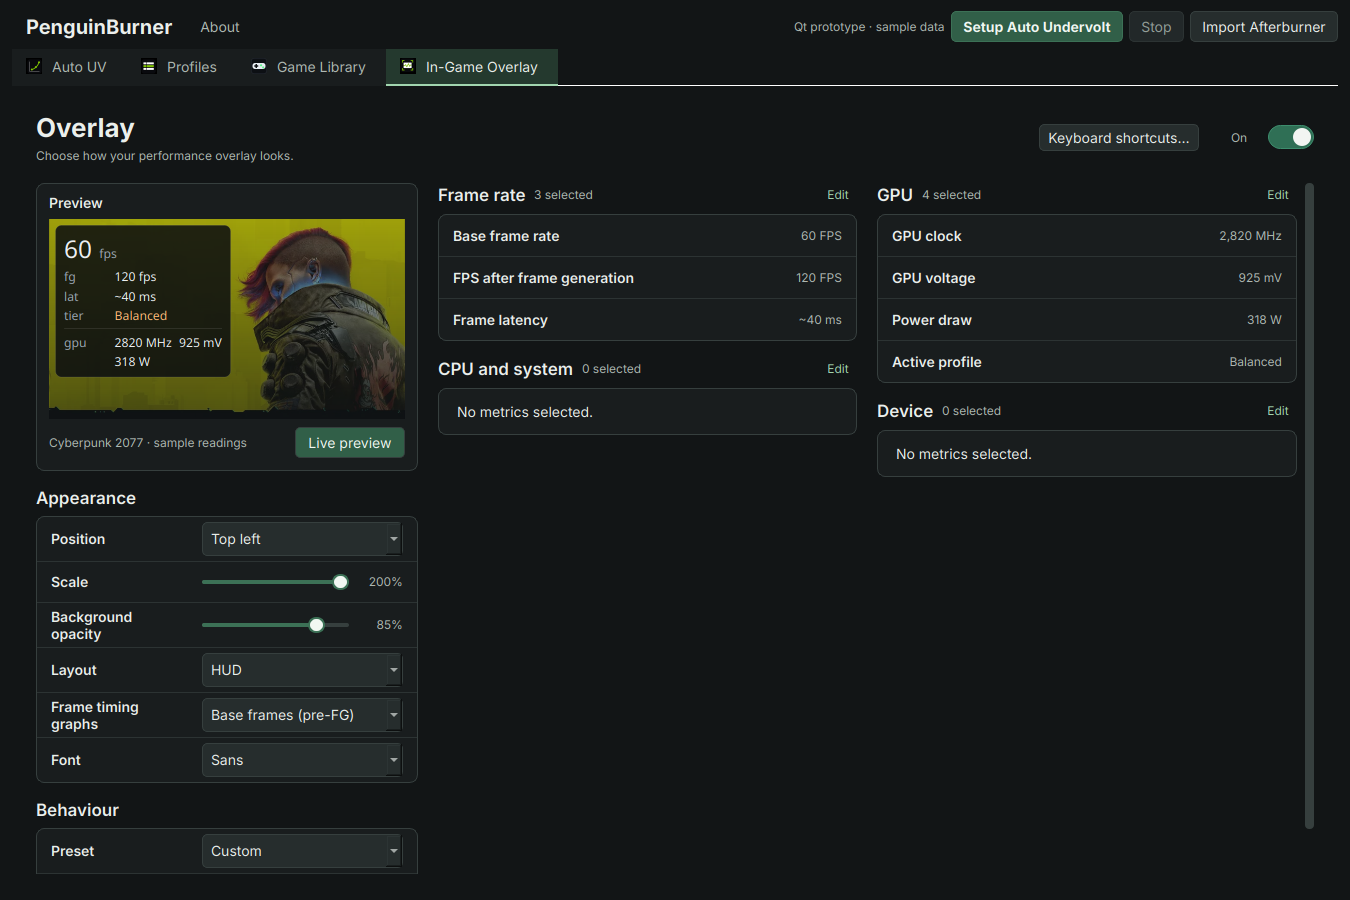 PenguinBurner
About
Qt prototype · sample data
Setup Auto Undervolt
Stop
Import Afterburner
Auto UV
Profiles
Game Library
In-Game Overlay
Overlay
Choose how your performance overlay looks.
Keyboard shortcuts...
On
Preview
60 fps
fg 120 fps
lat ~40 ms
tier Balanced
gpu 2820 MHz 925 mV
318 W
Cyberpunk 2077 · sample readings
Live preview
Appearance
Position Top left
Scale 200%
Background
opacity
85%
Layout HUD
Frame timing
graphs
Base frames (pre-FG)
Font Sans
Behaviour
Preset Custom
Frame rate 3 selected Edit
Base frame rate 60 FPS
FPS after frame generation 120 FPS
Frame latency ~40 ms
CPU and system 0 selected Edit
No metrics selected.
GPU 4 selected Edit
GPU clock 2,820 MHz
GPU voltage 925 mV
Power draw 318 W
Active profile Balanced
Device 0 selected Edit
No metrics selected.